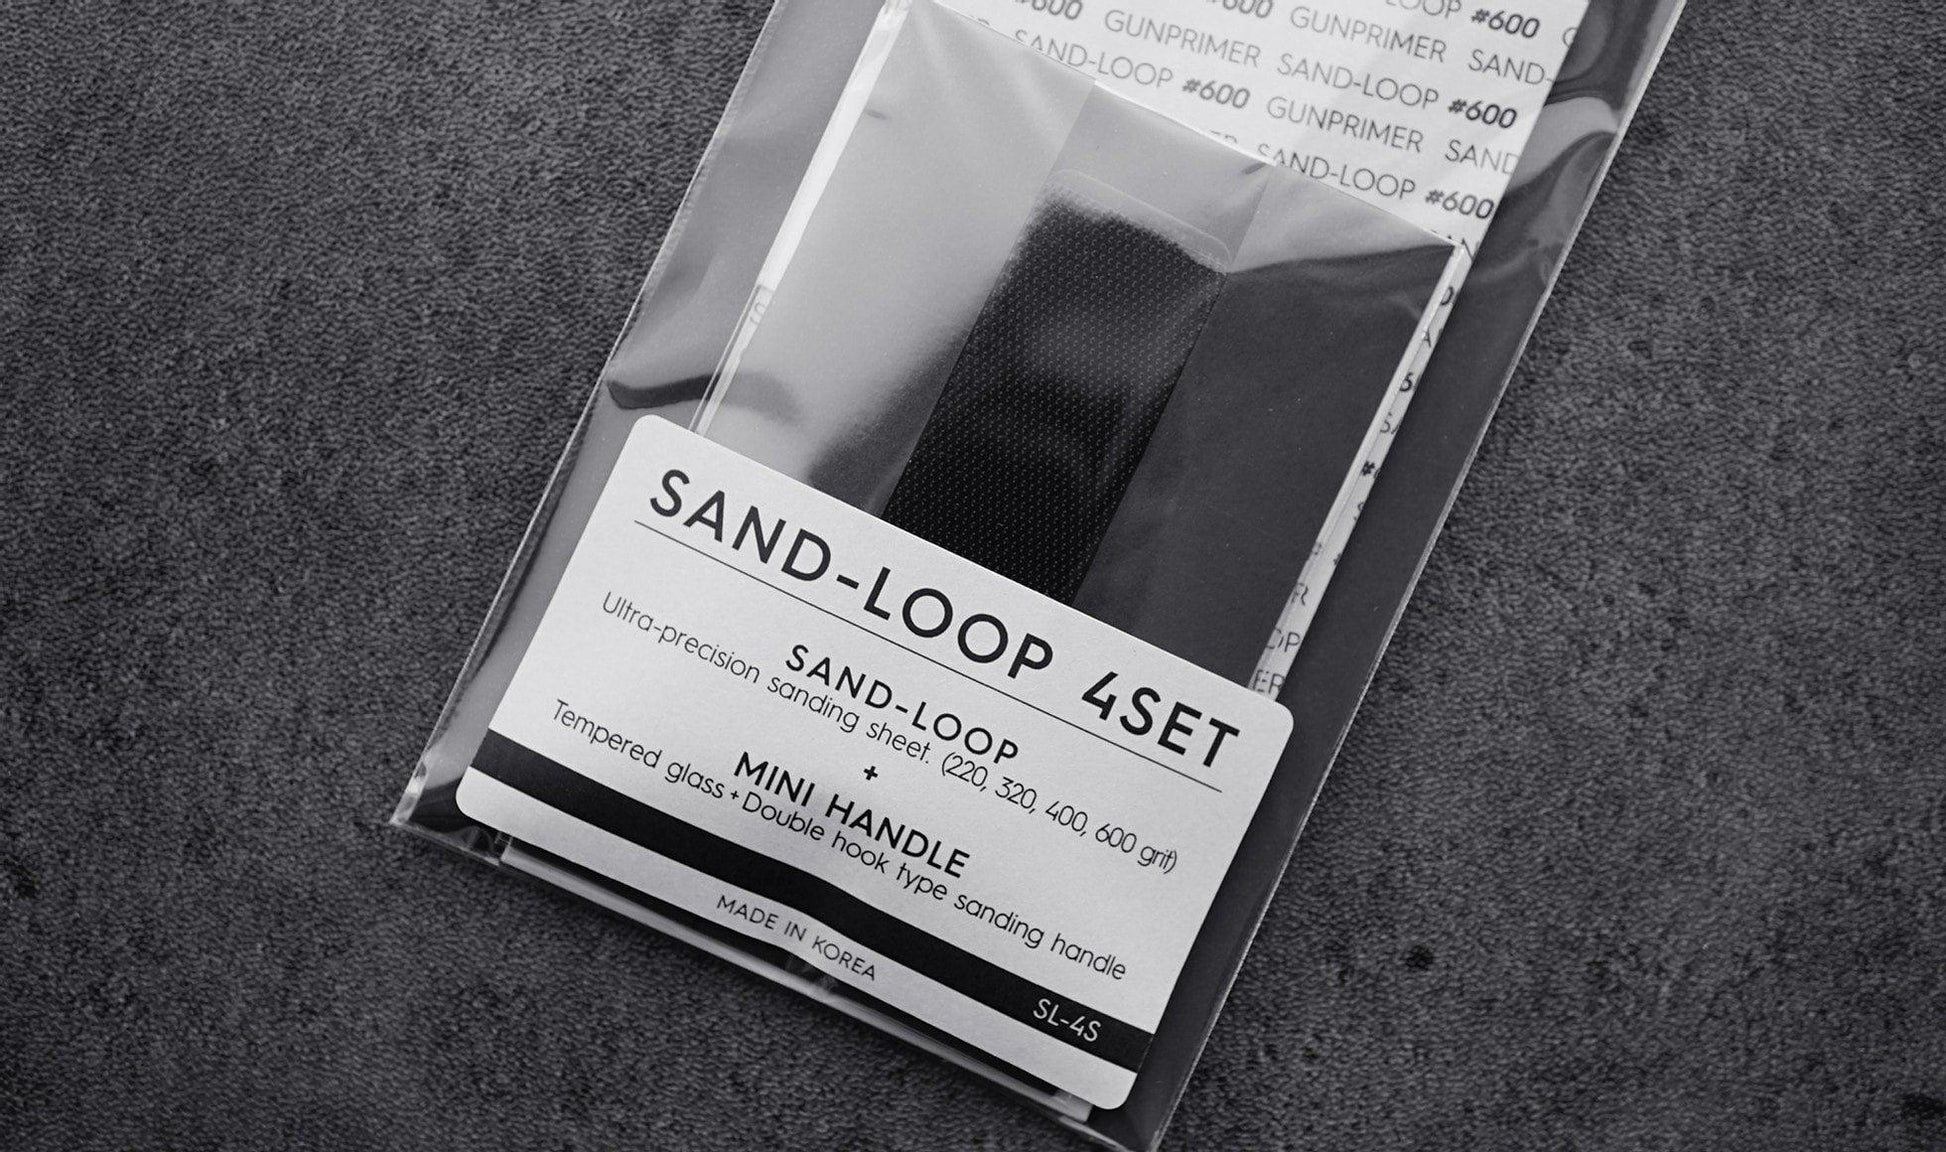 LOOP #600
#600 GUNPRIMER #600 GUNPRIMER SAND-
SAND-LOOP #600 GUNPRIMER SAND-LOOP #600
SAND-LOOP #600 GUNPRIMER SAND
SAND-LOOP #600
SAND-LOOP 4SET
SAND-LOOP
Ultra-precision sanding sheet. (220, 320, 400, 600 grit)
+
MINI HANDLE
Tempered glass + Double hook type sanding handle
SL-4S
MADE IN KOREA